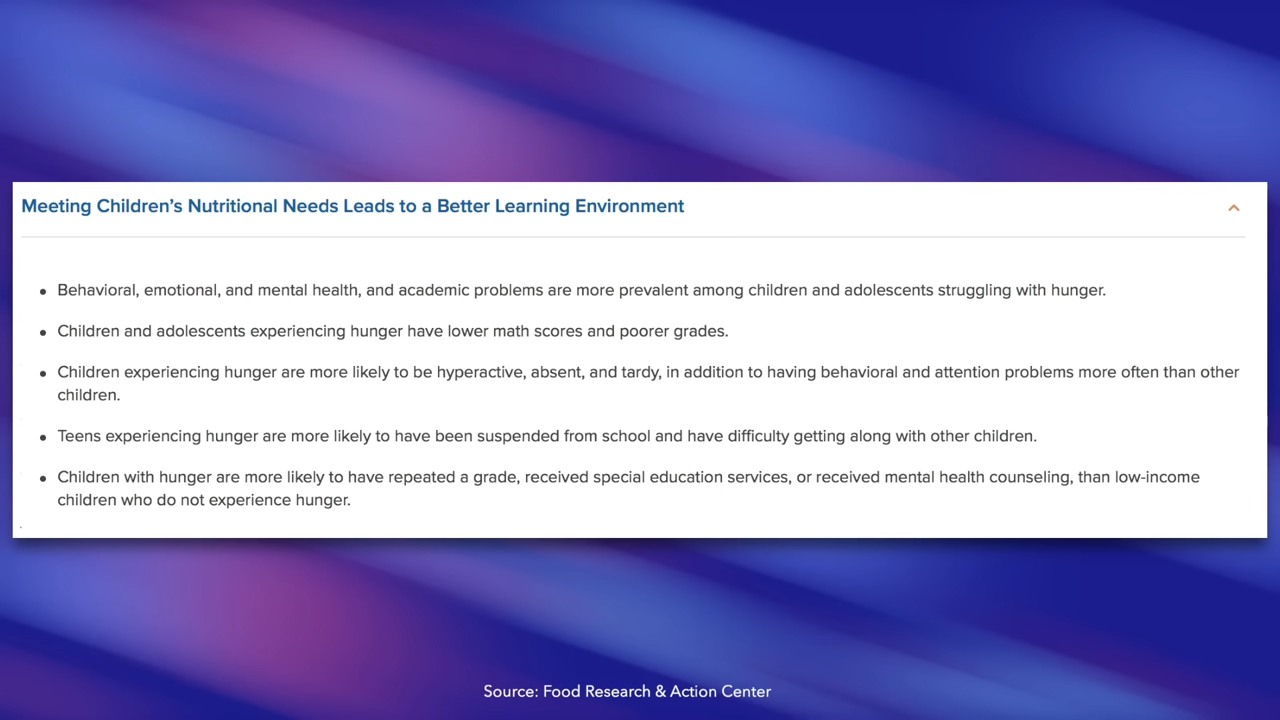 Meeting Children’s Nutritional Needs Leads to a Better Learning Environment
• Behavioral, emotional, and mental health, and academic problems are more prevalent among children and adolescents struggling with hunger.
• Children and adolescents experiencing hunger have lower math scores and poorer grades.
• Children experiencing hunger are more likely to be hyperactive, absent, and tardy, in addition to having behavioral and attention problems more often than other
children.
• Teens experiencing hunger are more likely to have been suspended from school and have difficulty getting along with other children.
• Children with hunger are more likely to have repeated a grade, received special education services, or received mental health counseling, than low-income
children who do not experience hunger.
Source: Food Research & Action Center